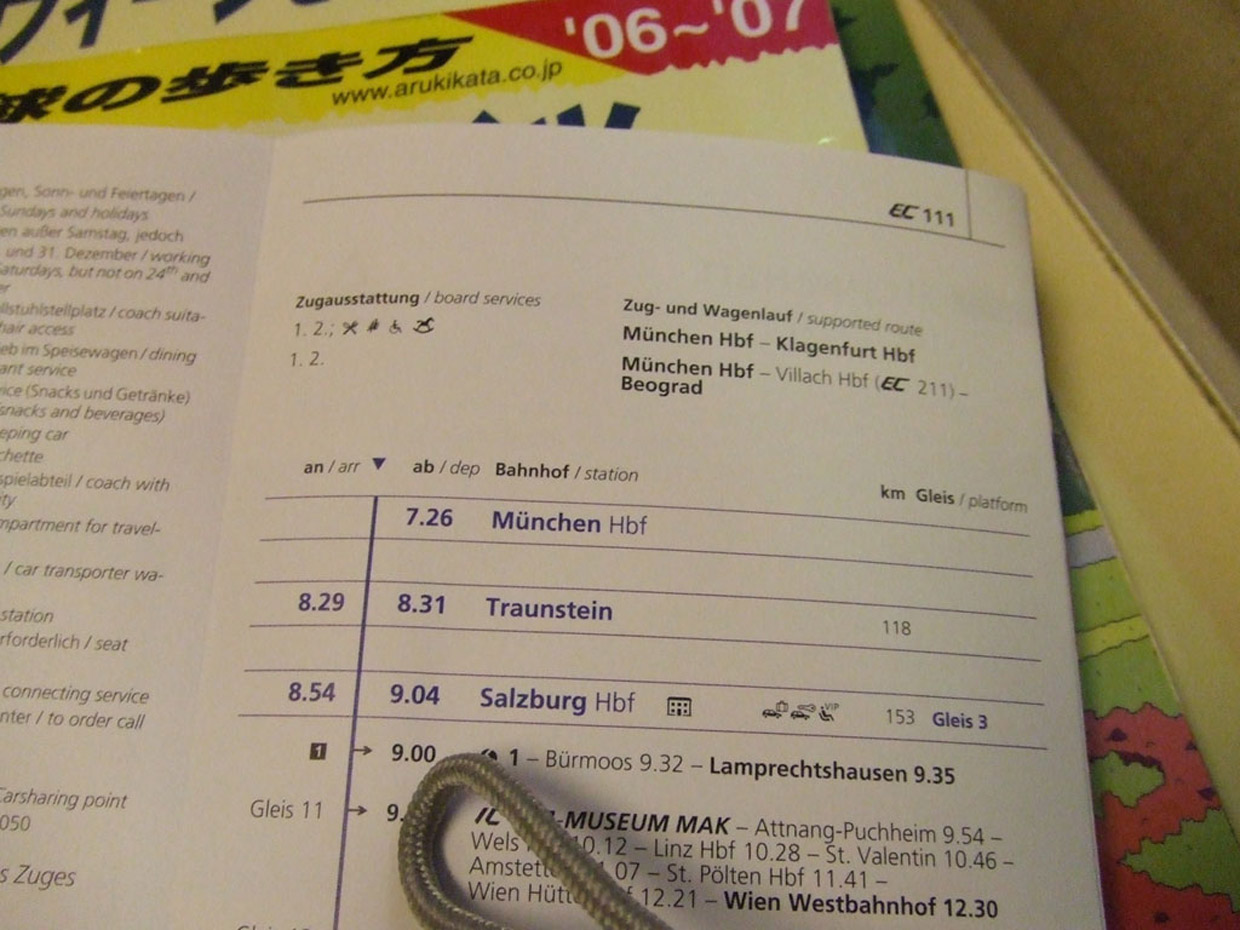 '06~'07
球の歩き方
www.arukikata.co.jp
gen, Sonn- und Feiertagen /
Sundays and holidays
en außer Samstag, jedoch
und 31. Dezember / working
aturdays, but not on 24th and
er
llstuhlstellplatz / coach suita-
hair access
eb im Speisewagen / dining
ant service
vice (Snacks und Getränke)
snacks and beverages)
eping car
chette
spielabteil / coach with
ity
mpartment for travel-
/ car transporter wa-
station
rforderlich / seat
connecting service
nter / to order call
Carsharing point
050
s Zuges
EC 111
Zugausstattung / board services
1. 2.;
1. 2.
Zug- und Wagenlauf / supported route
München Hbf – Klagenfurt Hbf
München Hbf – Villach Hbf (EC 211) –
Beograd
an / arr ▼ ab / dep Bahnhof / station km Gleis / platform
7.26 München Hbf
8.29 8.31 Traunstein 118
8.54 9.04 Salzburg Hbf VIP 153 Gleis 3
1 → 9.00 1 – Bürmoos 9.32 – Lamprechtshausen 9.35
Gleis 11 → 9. -MUSEUM MAK – Attnang-Puchheim 9.54 –
Wels 10.12 – Linz Hbf 10.28 – St. Valentin 10.46 –
Amstett .07 – St. Pölten Hbf 11.41 –
Wien Hütt f 12.21 – Wien Westbahnhof 12.30